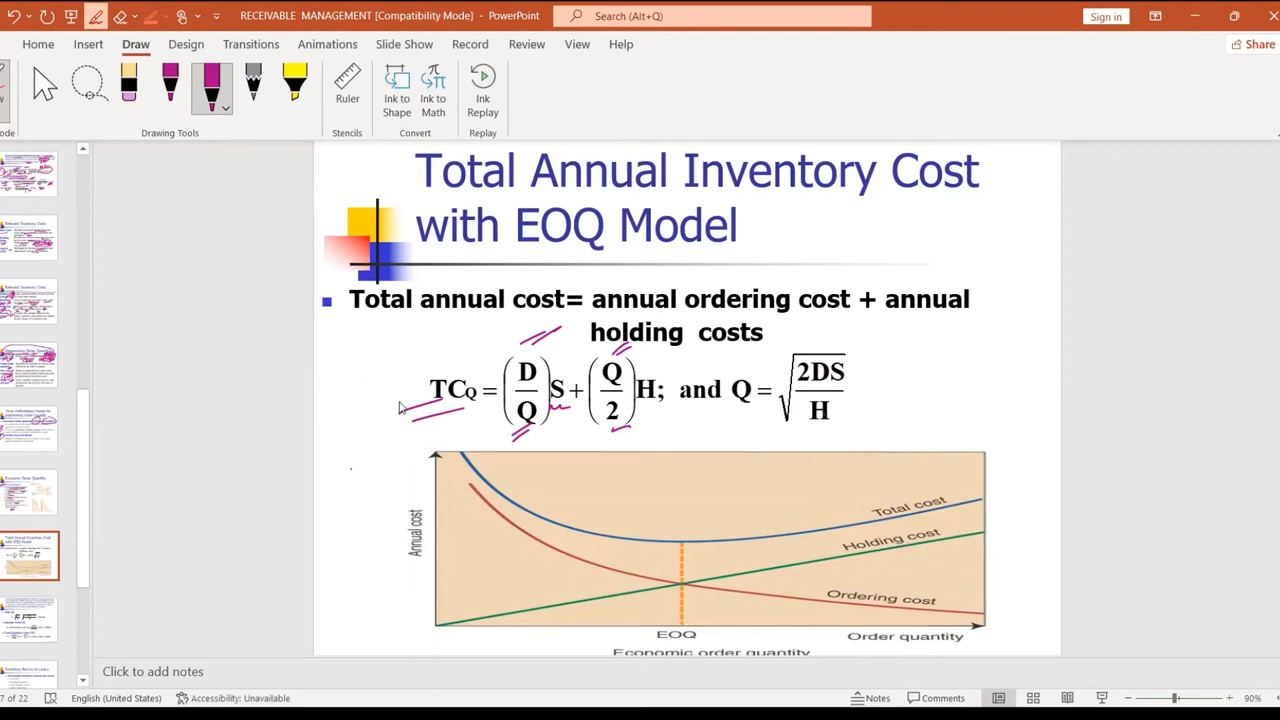 RECEIVABLE MANAGEMENT [Compatibility Mode] - PowerPoint
Search (Alt+Q)
Sign in
Home Insert Draw Design Transitions Animations Slide Show Record Review View Help
Share
Ruler
Ink to Shape
Ink to Math
Ink Replay
Drawing Tools
Stencils
Convert
Replay
Total Annual Inventory Cost
with EOQ Model
Total annual cost= annual ordering cost + annual
holding costs
TC_Q = (D/Q)S + (Q/2)H; and Q = √(2DS/H)
Annual cost
Total cost
Holding cost
Ordering cost
EOQ
Order quantity
Economic order quantity
Click to add notes
7 of 22
English (United States)
Accessibility: Unavailable
Notes
Comments
90%